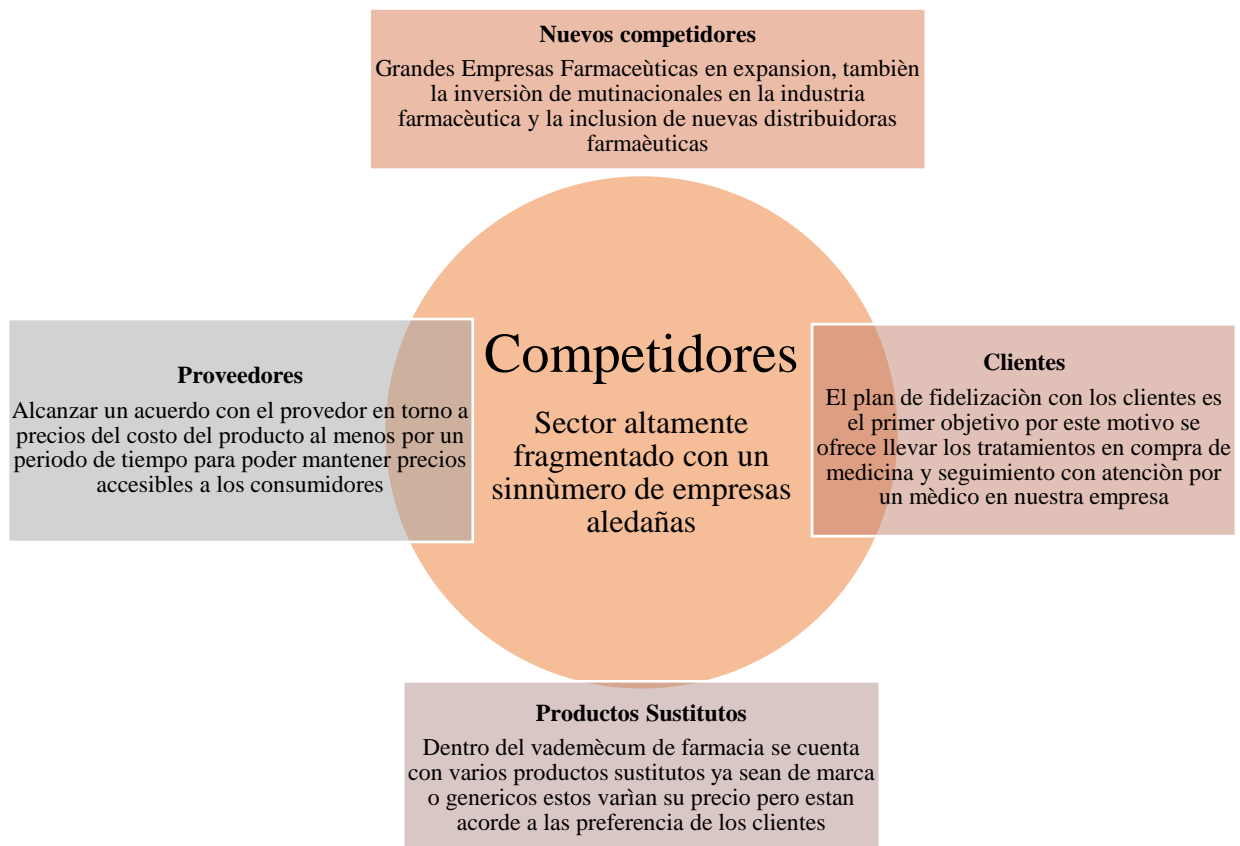 Nuevos competidores
Grandes Empresas Farmaceùticas en expansion, tambièn
la inversiòn de mutinacionales en la industria
farmacèutica y la inclusion de nuevas distribuidoras
farmaèuticas
Proveedores
Alcanzar un acuerdo con el provedor en torno a
precios del costo del producto al menos por un
periodo de tiempo para poder mantener precios
accesibles a los consumidores
Competidores
Sector altamente
fragmentado con un
sinnùmero de empresas
aledañas
Clientes
El plan de fidelizaciòn con los clientes es
el primer objetivo por este motivo se
ofrece llevar los tratamientos en compra de
medicina y seguimiento con atenciòn por
un mèdico en nuestra empresa
Productos Sustitutos
Dentro del vademècum de farmacia se cuenta
con varios productos sustitutos ya sean de marca
o genericos estos varìan su precio pero estan
acorde a las preferencia de los clientes